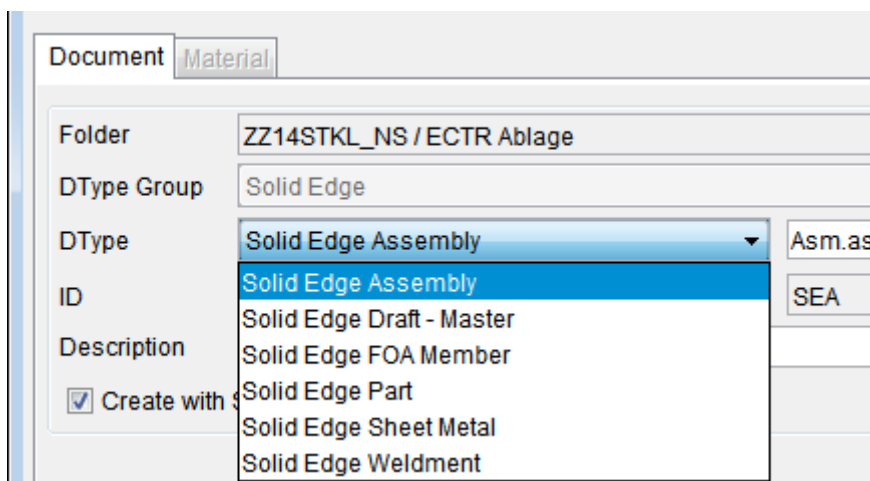 Document Material
Folder ZZ14STKL_NS / ECTR Ablage
DType Group Solid Edge
DType Solid Edge Assembly Asm.as
Solid Edge Assembly
ID SEA
Solid Edge Draft - Master
Description Solid Edge FOA Member
Create with Solid Edge Part
Solid Edge Sheet Metal
Solid Edge Weldment